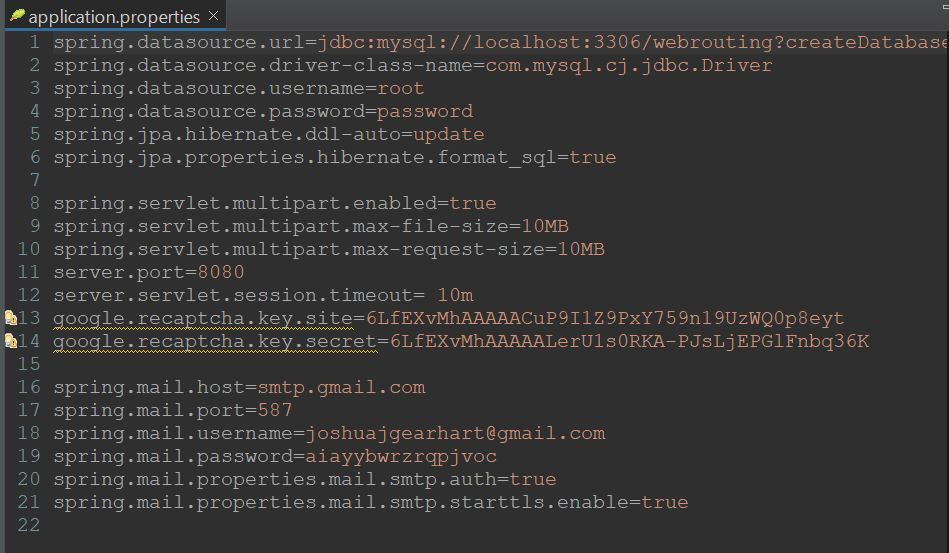 application.properties
1 spring.datasource.url=jdbc:mysql://localhost:3306/webrouting?createDatabase
2 spring.datasource.driver-class-name=com.mysql.cj.jdbc.Driver
3 spring.datasource.username=root
4 spring.datasource.password=password
5 spring.jpa.hibernate.ddl-auto=update
6 spring.jpa.properties.hibernate.format_sql=true
7
8 spring.servlet.multipart.enabled=true
9 spring.servlet.multipart.max-file-size=10MB
10 spring.servlet.multipart.max-request-size=10MB
11 server.port=8080
12 server.servlet.session.timeout= 10m
13 google.recaptcha.key.site=
14 google.recaptcha.key.secret=
15
16 spring.mail.host=smtp.gmail.com
17 spring.mail.port=587
18 spring.mail.username=joshuajgearhart@gmail.com
19 spring.mail.password=aiayybwrzrqpjvoc
20 spring.mail.properties.mail.smtp.auth=true
21 spring.mail.properties.mail.smtp.starttls.enable=true
22